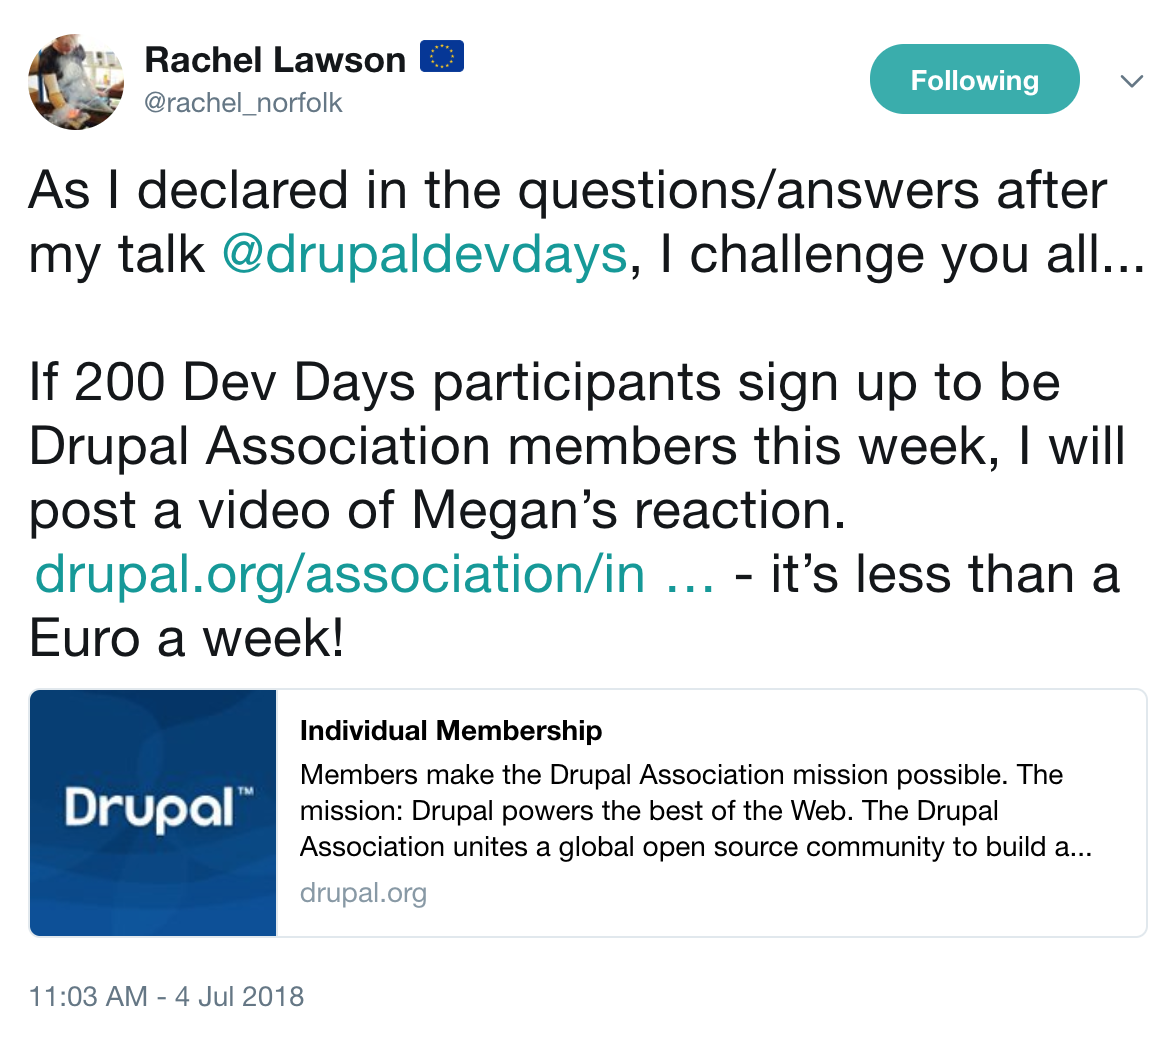 Rachel Lawson 🇪🇺
@rachel_norfolk
Following
As I declared in the questions/answers after
my talk @drupaldevdays, I challenge you all...
If 200 Dev Days participants sign up to be
Drupal Association members this week, I will
post a video of Megan’s reaction.
drupal.org/association/in … - it’s less than a
Euro a week!
Drupal™
Individual Membership
Members make the Drupal Association mission possible. The
mission: Drupal powers the best of the Web. The Drupal
Association unites a global open source community to build a...
drupal.org
11:03 AM - 4 Jul 2018